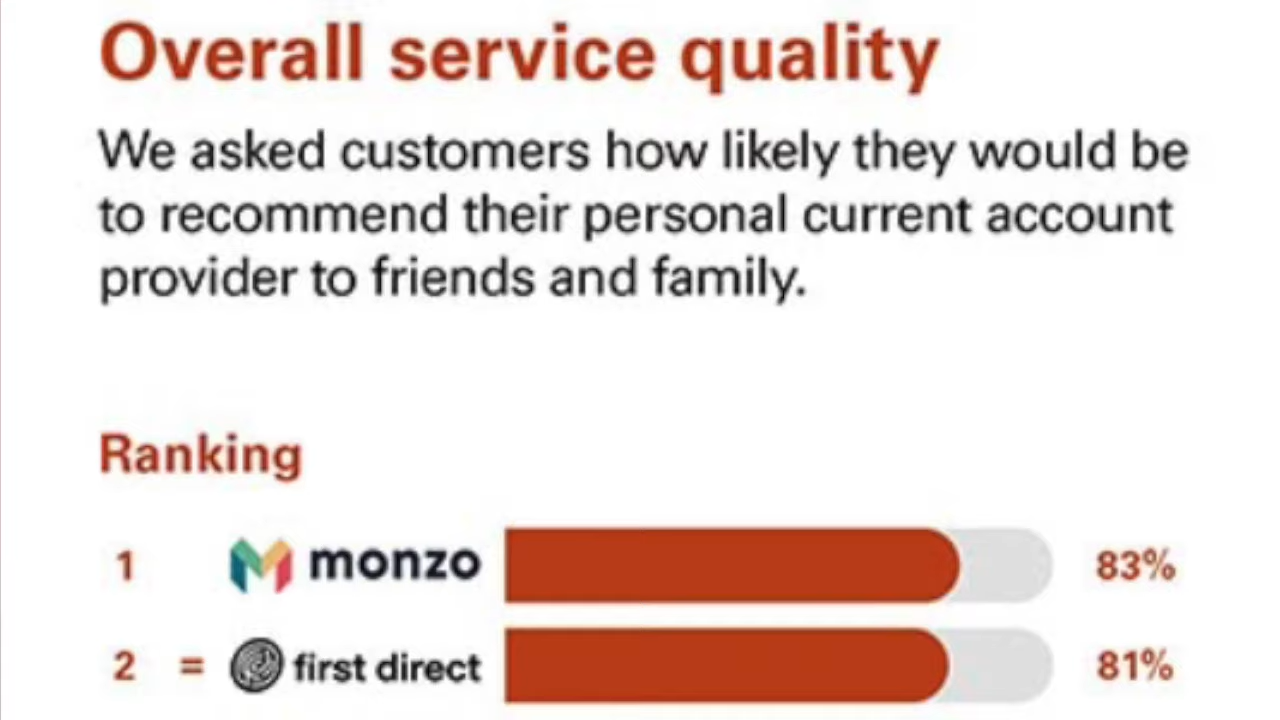 Overall service quality
We asked customers how likely they would be
to recommend their personal current account
provider to friends and family.
Ranking
1 monzo 83%
2 = first direct 81%